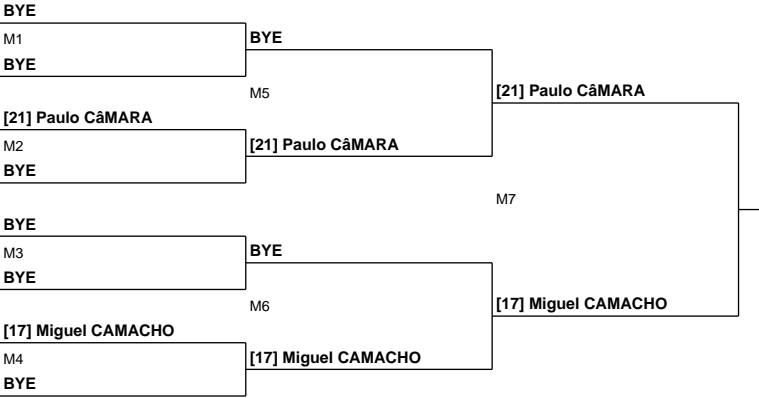 BYE
M1
BYE
BYE
M5
[21] Paulo CâMARA
[21] Paulo CâMARA
M2
[21] Paulo CâMARA
BYE
M7
BYE
M3
BYE
BYE
M6
[17] Miguel CAMACHO
[17] Miguel CAMACHO
M4
[17] Miguel CAMACHO
BYE